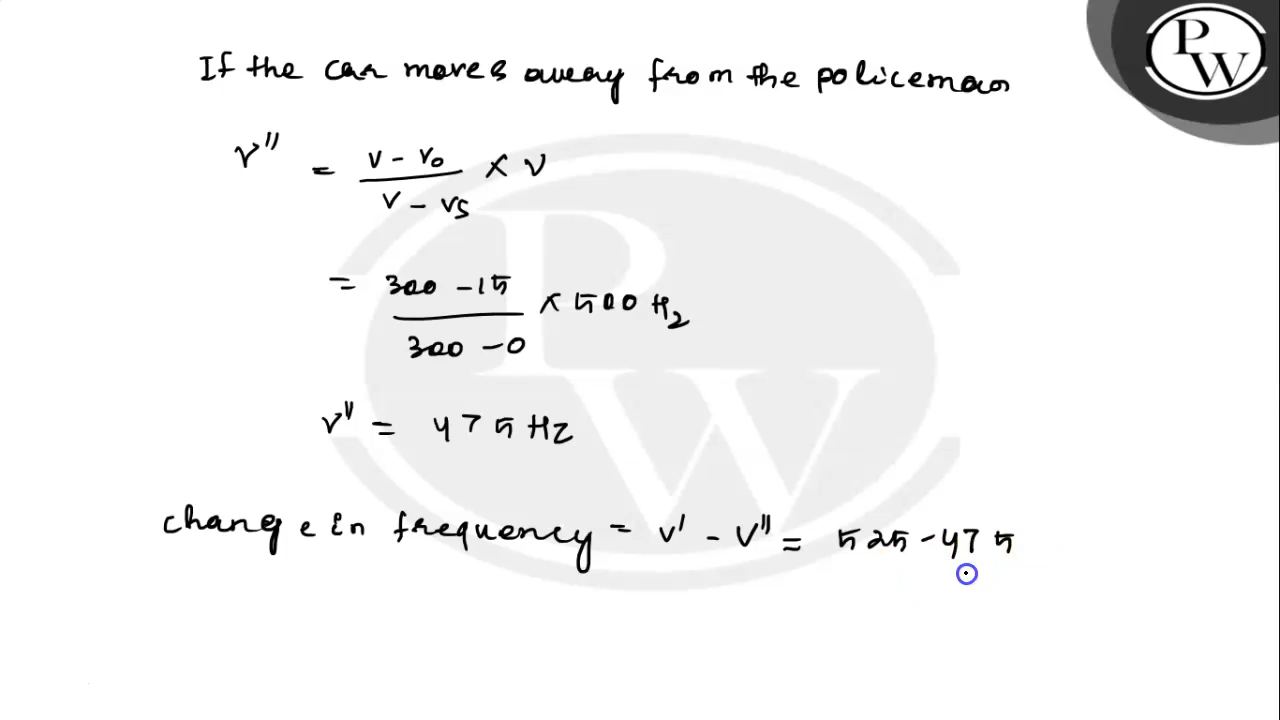 PW
If the car moves away from the policeman
ν'' = (v - v₀)/(v - vs) × ν
= (300 - 15)/(300 - 0) × 500 Hz
ν'' = 475 Hz
change in frequency = ν' - ν'' = 525 - 475
PW